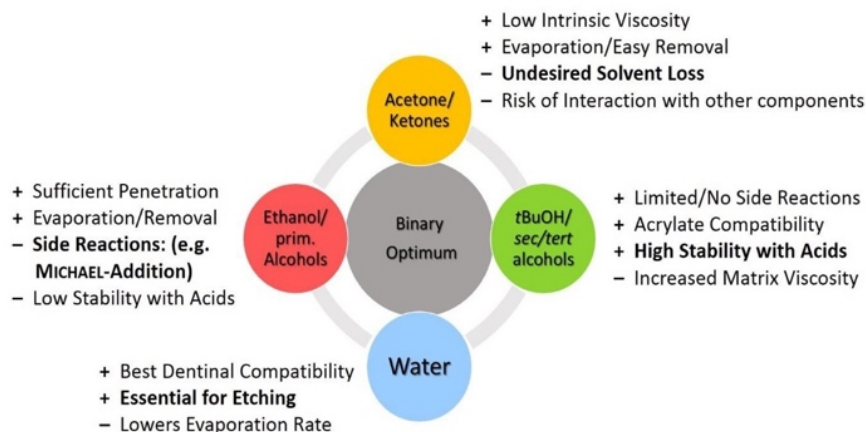 + Low Intrinsic Viscosity
+ Evaporation/Easy Removal
– Undesired Solvent Loss
– Risk of Interaction with other components
Acetone/
Ketones
+ Sufficient Penetration
+ Evaporation/Removal
– Side Reactions: (e.g.
MICHAEL-Addition)
– Low Stability with Acids
Ethanol/
prim.
Alcohols
Binary
Optimum
tBuOH/
sec/tert
alcohols
+ Limited/No Side Reactions
+ Acrylate Compatibility
+ High Stability with Acids
– Increased Matrix Viscosity
Water
+ Best Dentinal Compatibility
+ Essential for Etching
– Lowers Evaporation Rate